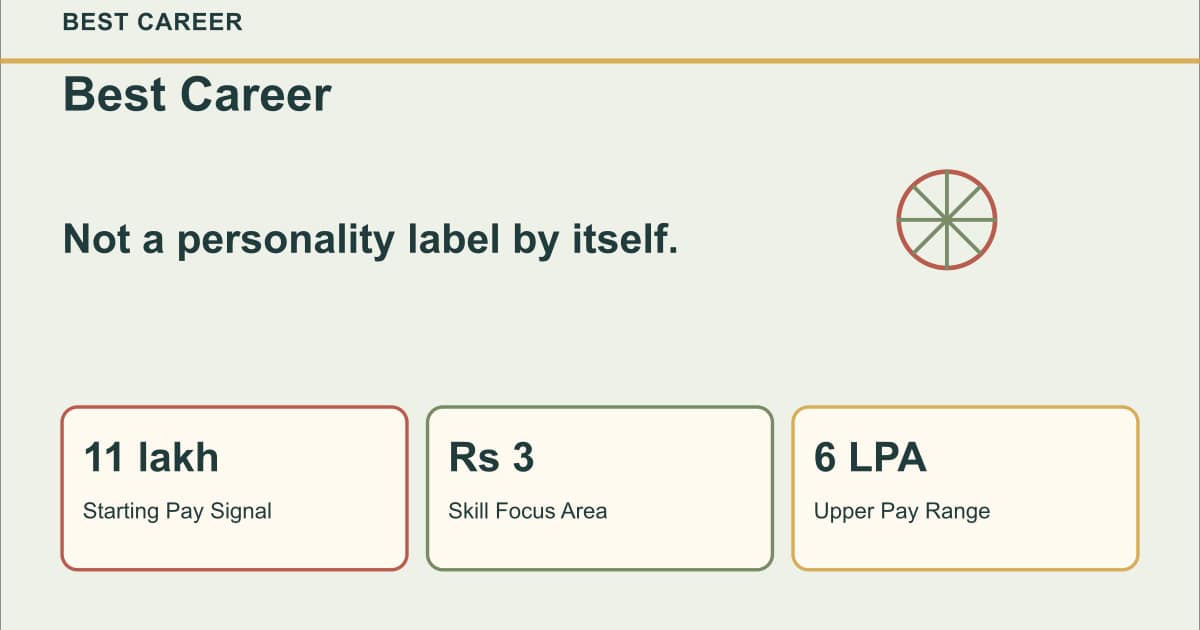 BEST CAREER
Best Career
Not a personality label by itself.
11 lakh
Starting Pay Signal
Rs 3
Skill Focus Area
6 LPA
Upper Pay Range